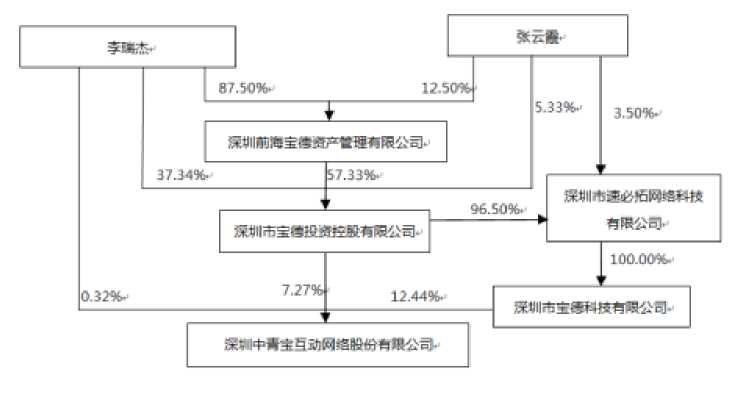 李瑞杰
张云霞
87.50%
12.50%
5.33%
3.50%
深圳前海宝德资产管理有限公司
37.34%
57.33%
深圳市速必拓网络科技
有限公司
96.50%
深圳市宝德投资控股有限公司
100.00%
7.27%
0.32%
12.44%
深圳市宝德科技有限公司
深圳中青宝互动网络股份有限公司